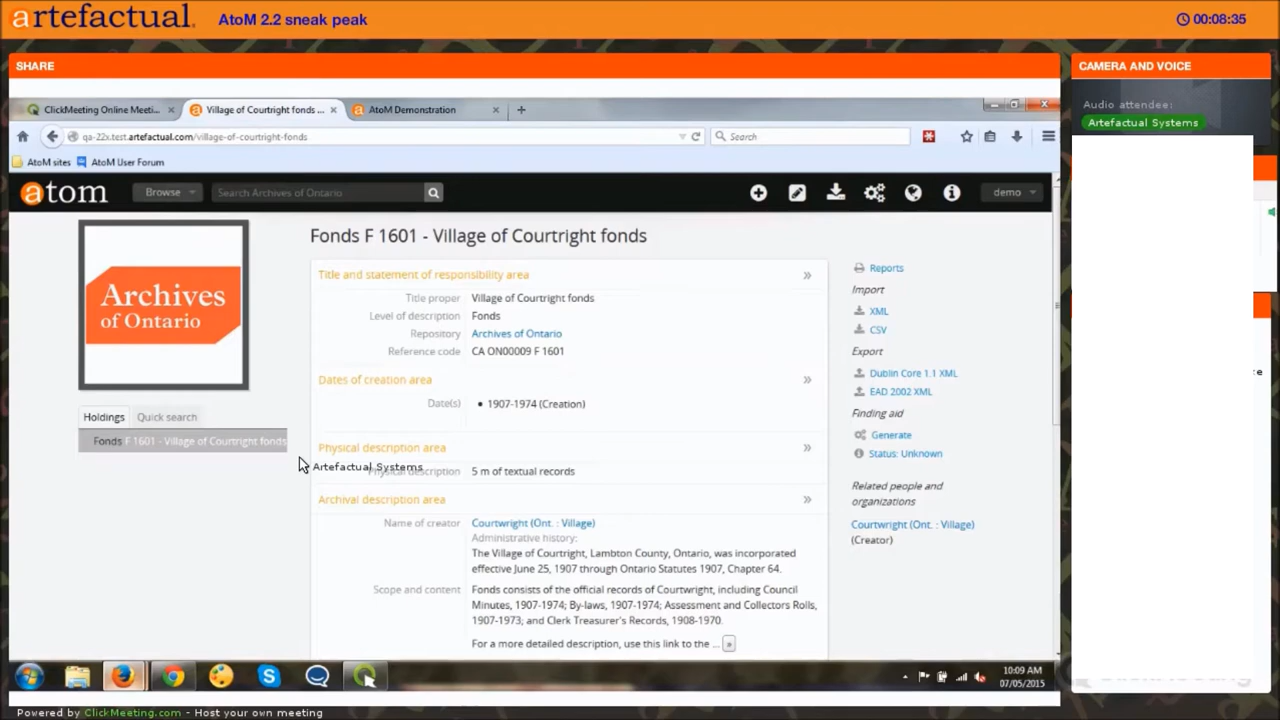 artefactual.
AtoM 2.2 sneak peak
00:08:35
SHARE
CAMERA AND VOICE
Audio attendee:
Artefactual Systems
ClickMeeting Online Meeti...
Village of Courtright fonds ...
AtoM Demonstration
qa-22x.test.artefactual.com/village-of-courtright-fonds
Search
AtoM sites
AtoM User Forum
atom
Browse
Search Archives of Ontario
demo
Archives
of Ontario
Holdings
Quick search
Fonds F 1601 - Village of Courtright fonds
Artefactual Systems
Fonds F 1601 - Village of Courtright fonds
Title and statement of responsibility area
Title proper Village of Courtright fonds
Level of description Fonds
Repository Archives of Ontario
Reference code CA ON00009 F 1601
Dates of creation area
Date(s) • 1907-1974 (Creation)
Physical description area
Physical description 5 m of textual records
Archival description area
Name of creator Courtwright (Ont. : Village)
Administrative history:
The Village of Courtright, Lambton County, Ontario, was incorporated
effective June 25, 1907 through Ontario Statutes 1907, Chapter 64.
Scope and content Fonds consists of the official records of Courtwright, including Council
Minutes, 1907-1974; By-laws, 1907-1974; Assessment and Collectors Rolls,
1907-1973; and Clerk Treasurer's Records, 1908-1970.
For a more detailed description, use this link to the ... »
Reports
Import
XML
CSV
Export
Dublin Core 1.1 XML
EAD 2002 XML
Finding aid
Generate
Status: Unknown
Related people and
organizations
Courtwright (Ont. : Village)
(Creator)
10:09 AM
07/05/2015
Powered by ClickMeeting.com - Host your own meeting